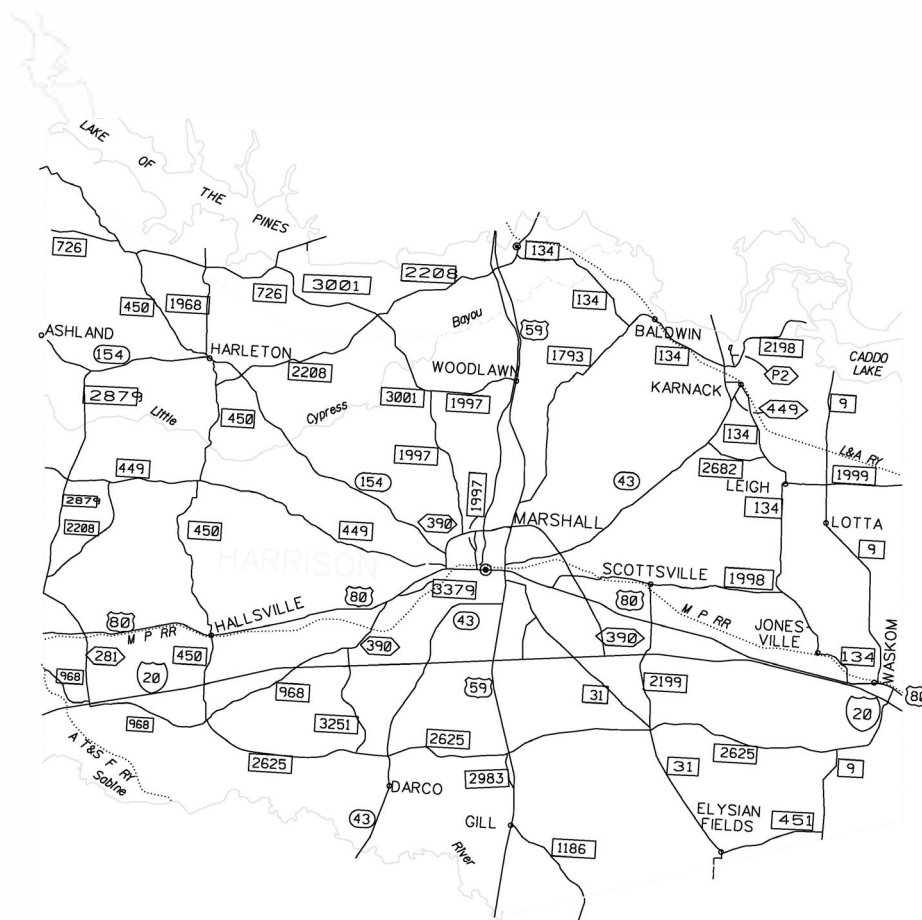 LAKE
OF
THE
PINES
726
134
2208
3001
726
134
450
1968
59
Bayou
ASHLAND
BALDWIN
154
HARLETON
1793
134
2198
CADDO
LAKE
2208
WOODLAWN
P2
KARNACK
2879
3001
1997
9
449
Little
450
Cypress
134
1997
L&A RY
449
2682
1999
154
43
LEIGH
1997
2879
134
2208
390
MARSHALL
LOTTA
450
449
9
HARRISON
SCOTTSVILLE
1998
3379
80
80
HALLSVILLE
M P RR
80
43
JONES-
VILLE
M P RR
390
390
281
450
134
WASKOM
968
20
2199
968
59
31
80
20
968
3251
A T&S F RY
2625
2625
2625
31
9
Sabine
2983
DARCO
ELYSIAN
FIELDS
451
43
GILL
River
1186